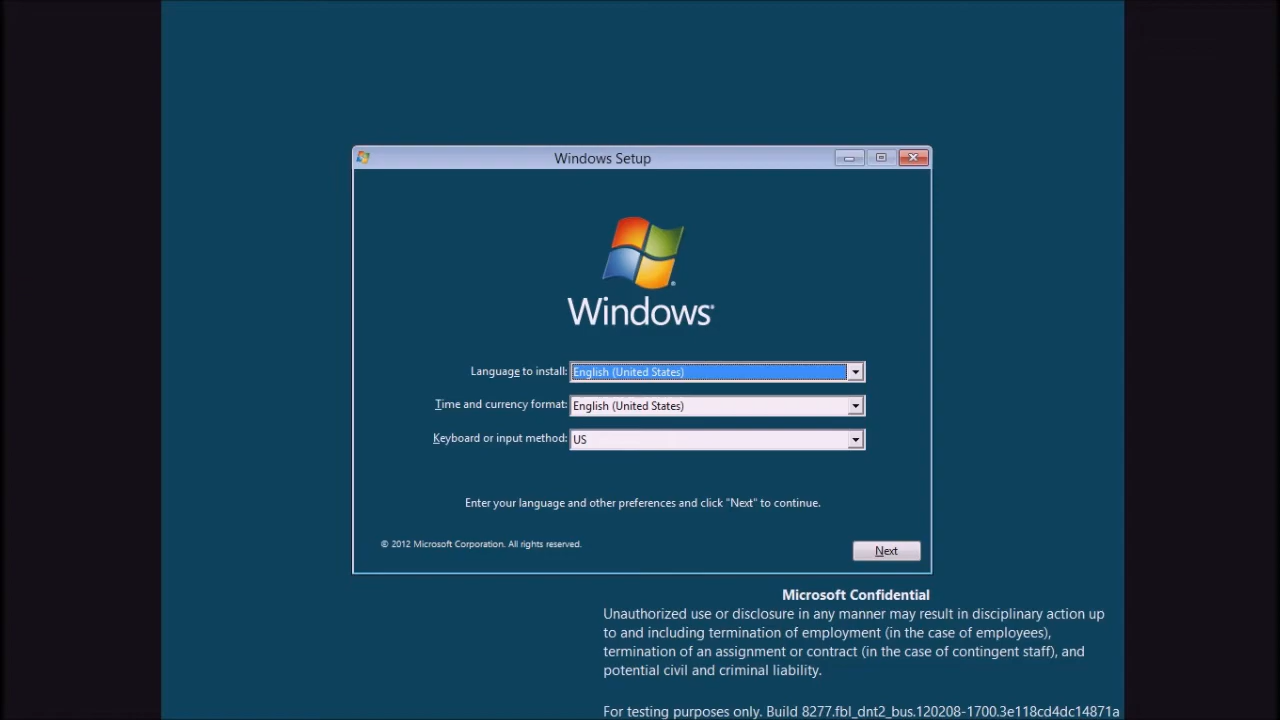 Windows Setup
Windows
Language to install: English (United States)
Time and currency format: English (United States)
Keyboard or input method: US
Enter your language and other preferences and click "Next" to continue.
© 2012 Microsoft Corporation. All rights reserved.
Next
Microsoft Confidential
Unauthorized use or disclosure in any manner may result in disciplinary action up
to and including termination of employment (in the case of employees),
termination of an assignment or contract (in the case of contingent staff), and
potential civil and criminal liability.
For testing purposes only. Build 8277.fbl_dnt2_bus.120208-1700.3e118cd4dc14871a